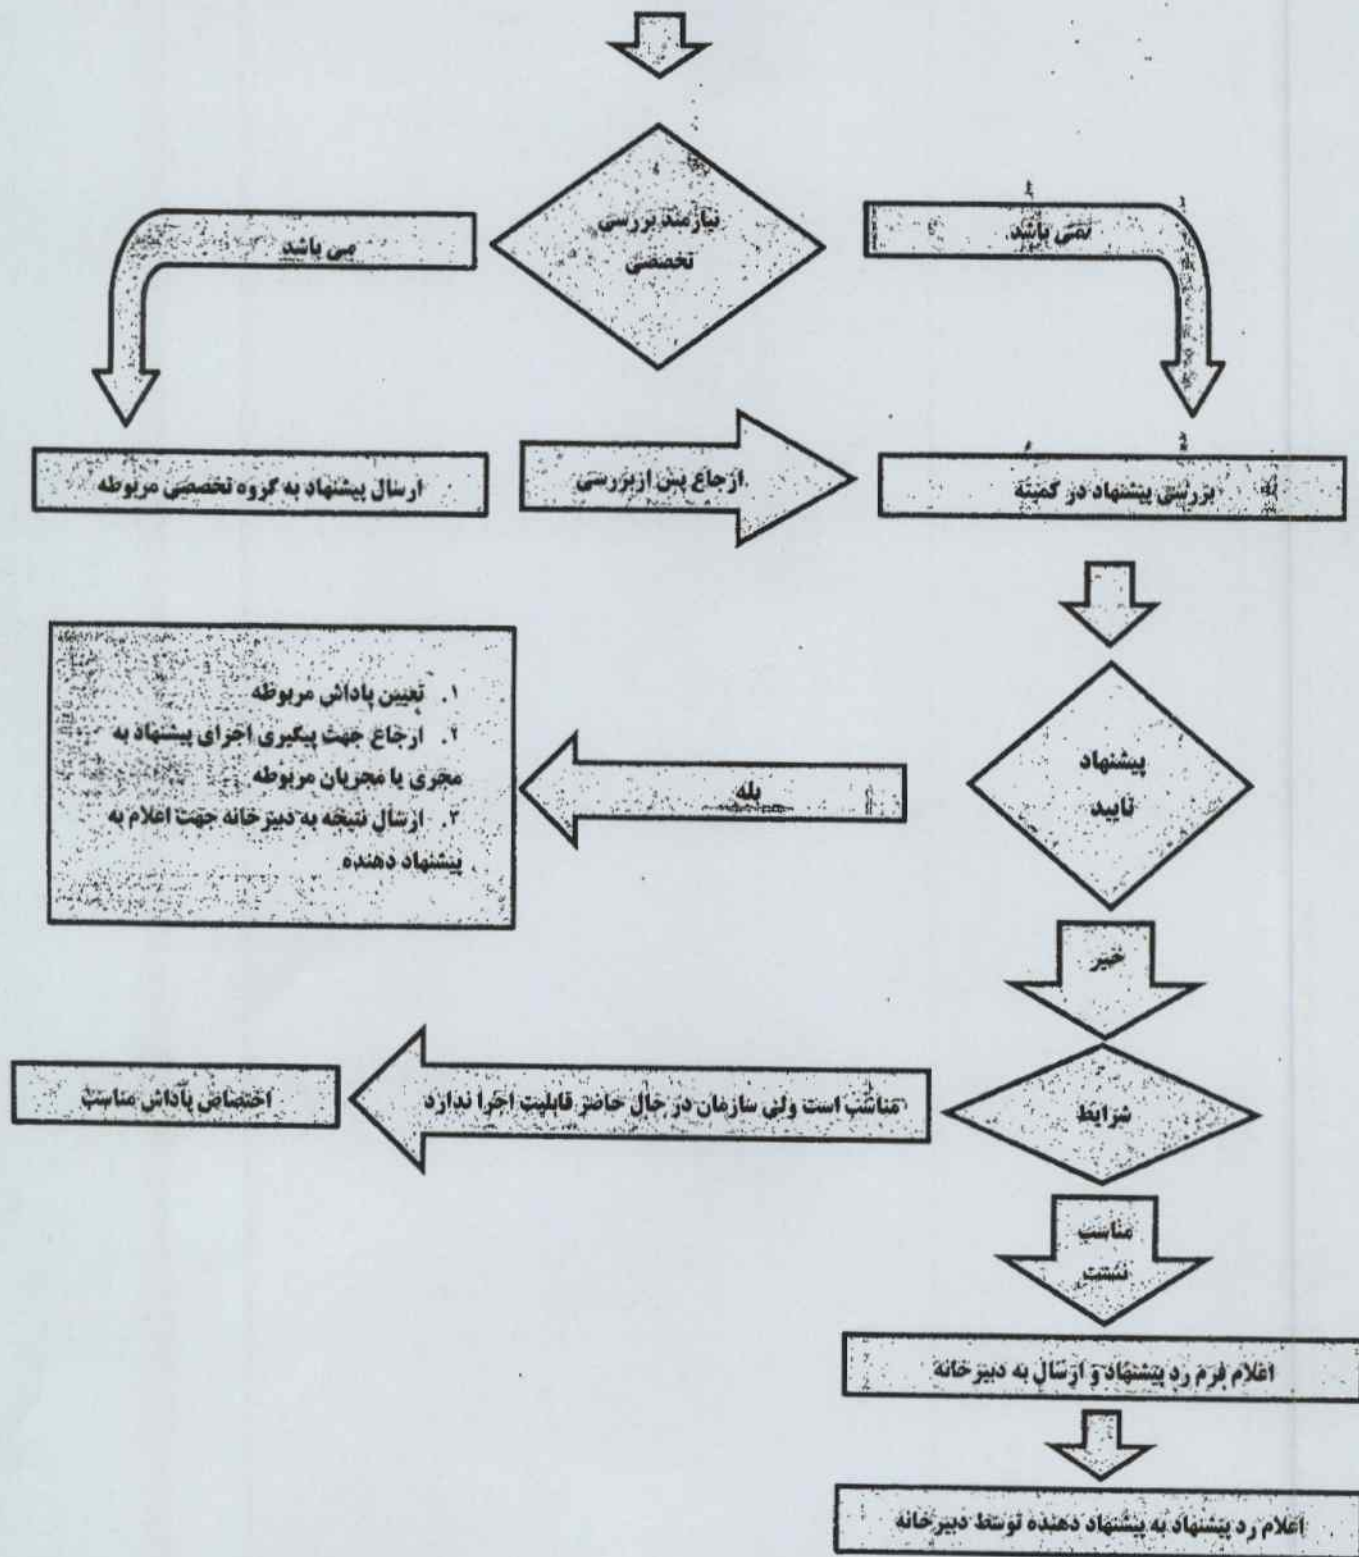 نیازمند بررسی
تخصصی
نمی باشد
می باشد
بررسی پیشنهاد در کمیته
ارجاع پس از بررسی
ارسال پیشنهاد به گروه تخصصی مربوطه
پیشنهاد
تایید
بله
۱. تعیین پاداش مربوطه
۲. ارجاع جهت پیگیری اجرای پیشنهاد به
مجری یا مجریان مربوطه
۳. ارسال نتیجه به دبیرخانه جهت اعلام به
پیشنهاد دهنده
خیر
شرایط
مناسب است ولی سازمان در حال حاضر قابلیت اجرا ندارد
اختصاص پاداش مناسب
مناسب
نیست
اعلام فرم رد پیشنهاد و ارسال به دبیرخانه
اعلام رد پیشنهاد به پیشنهاد دهنده توسط دبیرخانه